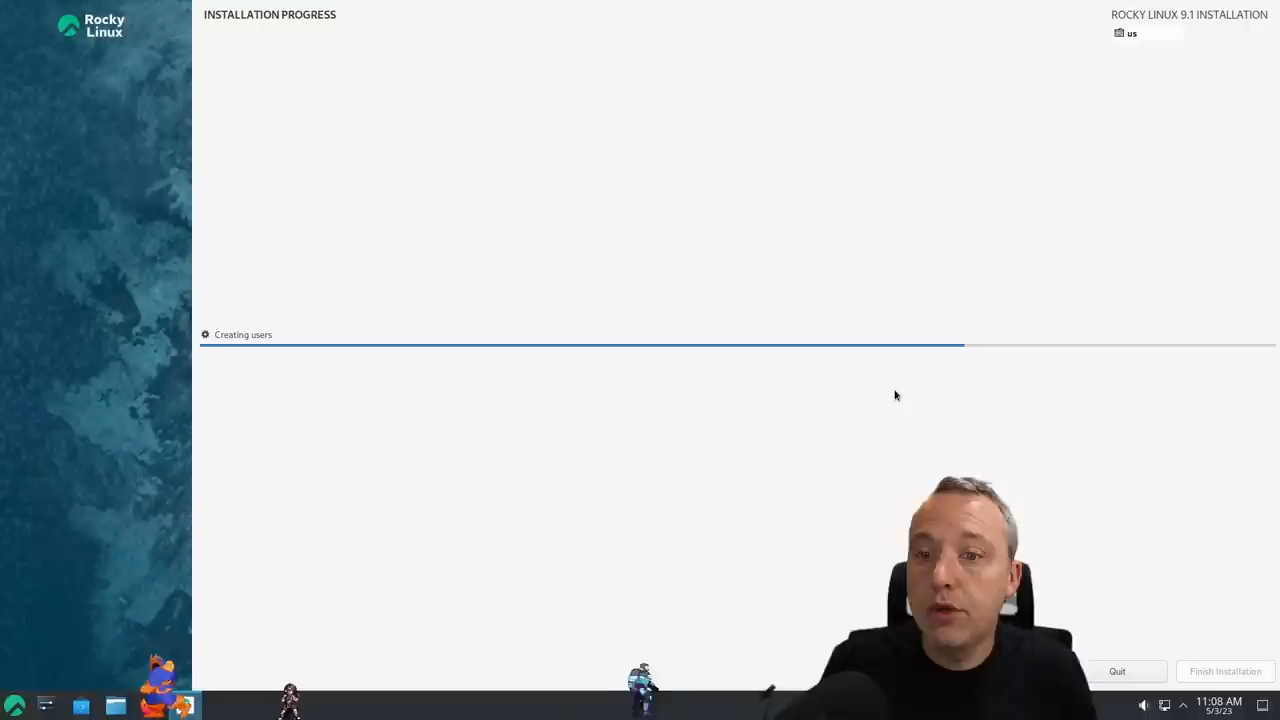 Rocky
Linux
INSTALLATION PROGRESS
ROCKY LINUX 9.1 INSTALLATION
us
Creating users
Quit
Finish Installation
11:08 AM
5/3/23